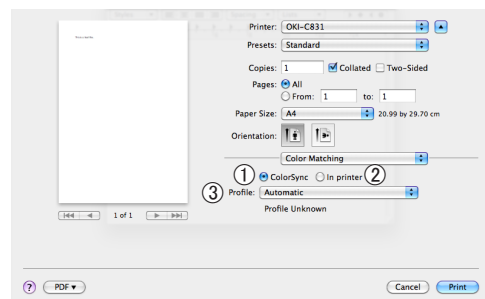 Printer: OKI-C831
Presets: Standard
Copies: 1 Collated Two-Sided
Pages: All
From: 1 to: 1
Paper Size: A4 20.99 by 29.70 cm
Orientation:
Color Matching
① ColorSync In printer ②
③ Profile: Automatic
Profile Unknown
1 of 1
? PDF▼ Cancel Print